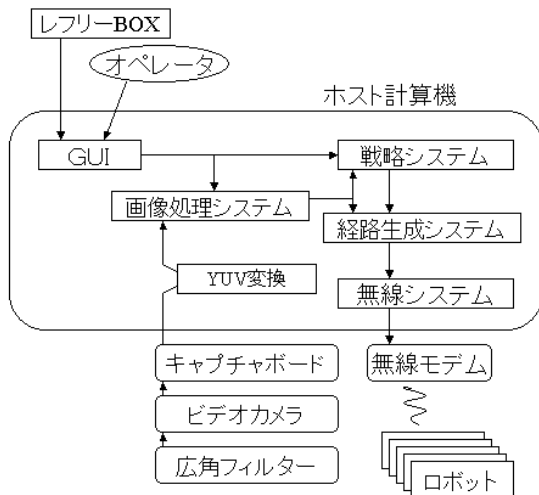 レフリーBOX
オペレータ
ホスト計算機
GUI
戦略システム
画像処理システム
経路生成システム
YUV変換
無線システム
キャプチャボード
無線モデム
ビデオカメラ
広角フィルター
ロボット